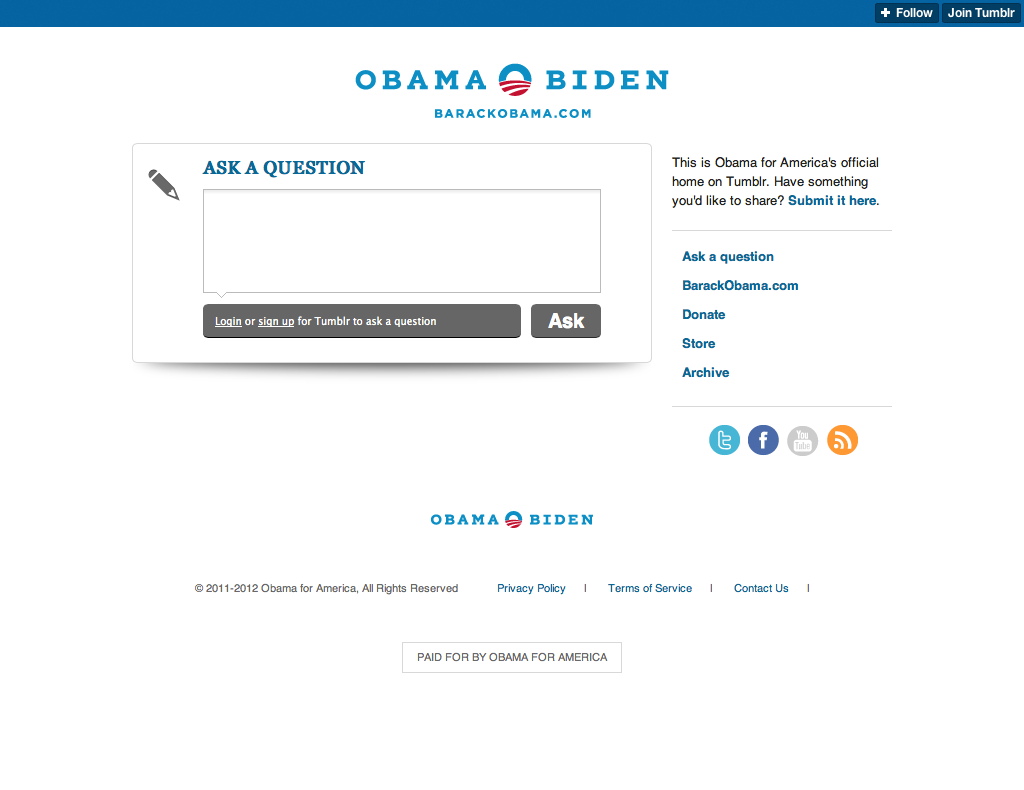 Follow Join Tumblr
OBAMA BIDEN
BARACKOBAMA.COM
ASK A QUESTION
Login or sign up for Tumblr to ask a question
Ask
This is Obama for America's official
home on Tumblr. Have something
you'd like to share? Submit it here.
Ask a question
BarackObama.com
Donate
Store
Archive
You
Tube
OBAMA BIDEN
© 2011-2012 Obama for America, All Rights Reserved Privacy Policy | Terms of Service | Contact Us |
PAID FOR BY OBAMA FOR AMERICA